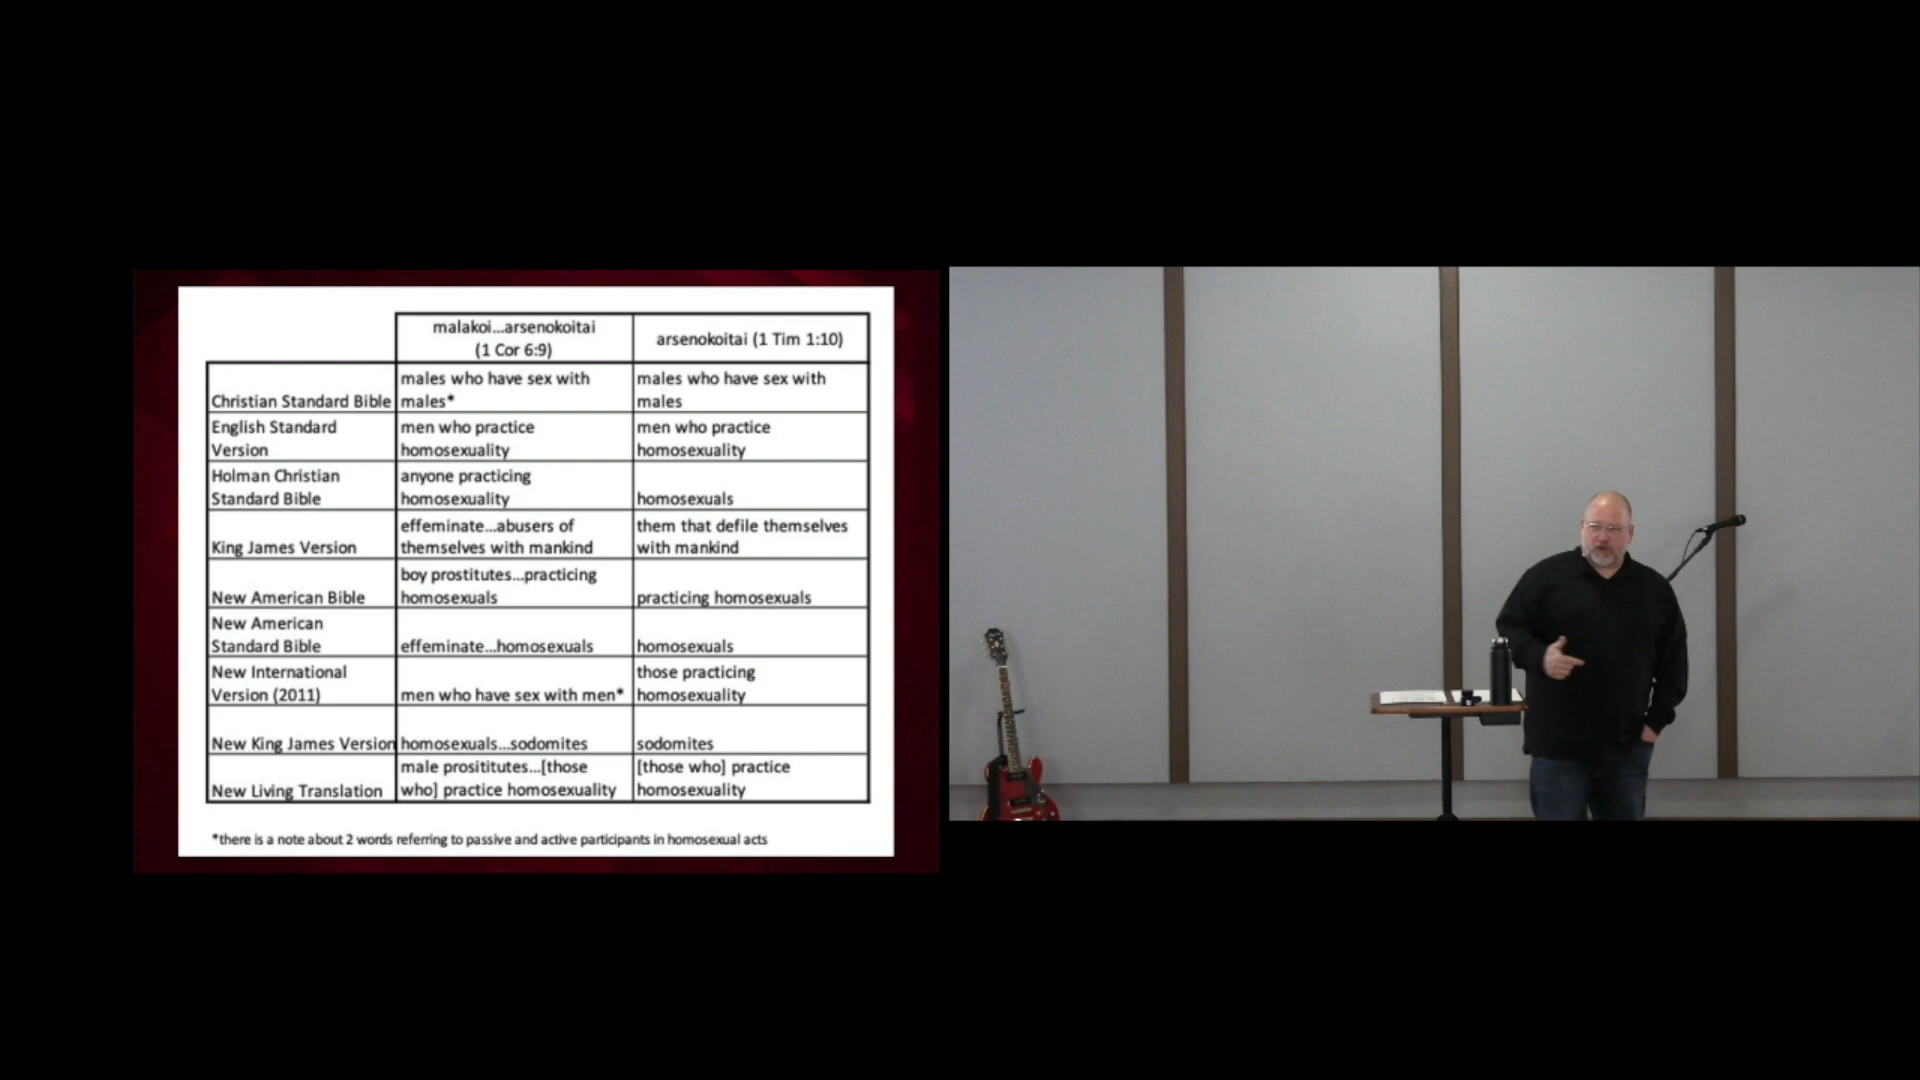 malakoi...arsenokoitai
(1 Cor 6:9)
arsenokoitai (1 Tim 1:10)
Christian Standard Bible
males who have sex with
males*
males who have sex with
males
English Standard
Version
men who practice
homosexuality
men who practice
homosexuality
Holman Christian
Standard Bible
anyone practicing
homosexuality
homosexuals
King James Version
effeminate...abusers of
themselves with mankind
them that defile themselves
with mankind
New American Bible
boy prostitutes...practicing
homosexuals
practicing homosexuals
New American
Standard Bible
effeminate...homosexuals
homosexuals
New International
Version (2011)
men who have sex with men*
those practicing
homosexuality
New King James Version
homosexuals...sodomites
sodomites
New Living Translation
male prosititutes...[those
who] practice homosexuality
[those who] practice
homosexuality
*there is a note about 2 words referring to passive and active participants in homosexual acts